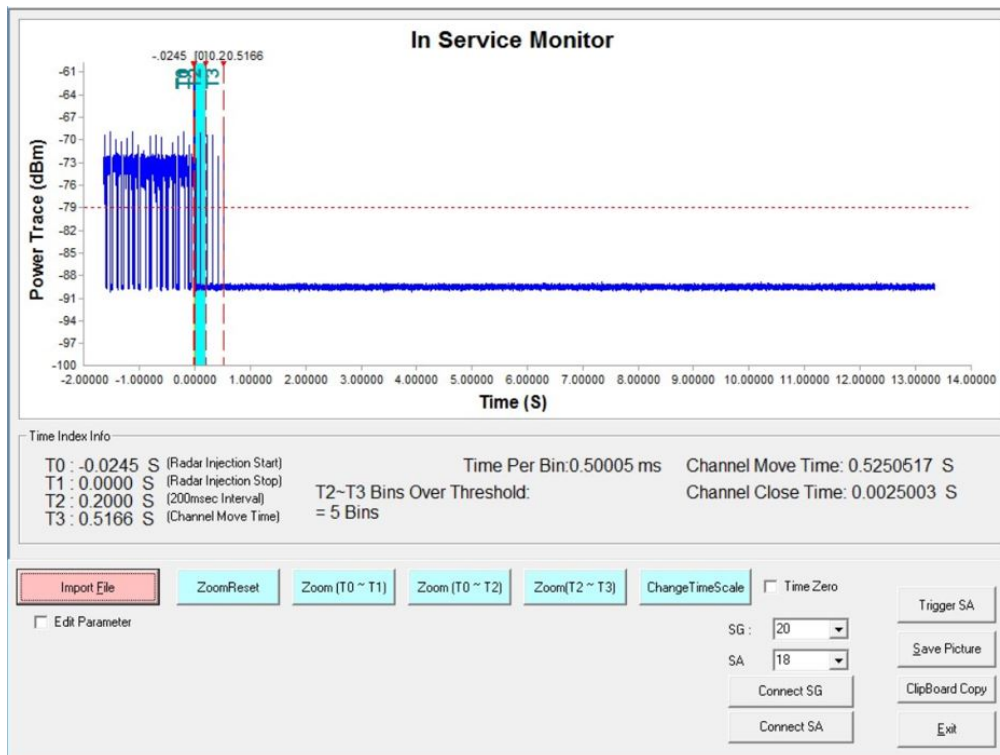 In Service Monitor
-.0245 [0]0.20.5166
T2 T3
Power Trace (dBm)
-61
-64
-67
-70
-73
-76
-79
-82
-85
-88
-91
-94
-97
-100
-2.00000 -1.00000 0.00000 1.00000 2.00000 3.00000 4.00000 5.00000 6.00000 7.00000 8.00000 9.00000 10.00000 11.00000 12.00000 13.00000 14.00000
Time (S)
Time Index Info
T0 : -0.0245 S (Radar Injection Start)
T1 : 0.0000 S (Radar Injection Stop)
T2 : 0.2000 S (200msec Interval)
T3 : 0.5166 S (Channel Move Time)
Time Per Bin:0.50005 ms
T2~T3 Bins Over Threshold:
= 5 Bins
Channel Move Time: 0.5250517 S
Channel Close Time: 0.0025003 S
Import File
ZoomReset
Zoom (T0 ~ T1)
Zoom (T0 ~ T2)
Zoom(T2 ~ T3)
ChangeTimeScale
Time Zero
Edit Parameter
SG : 20
SA 18
Connect SG
Connect SA
Trigger SA
Save Picture
ClipBoard Copy
Exit